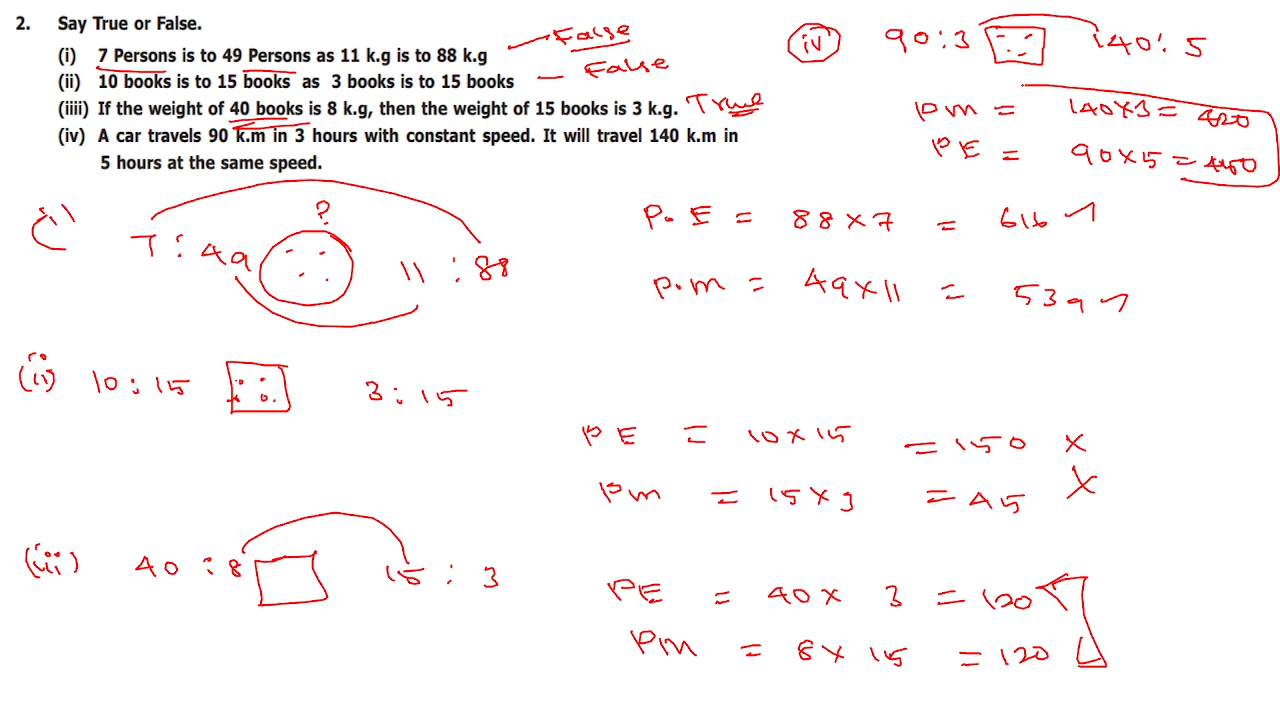 2. Say True or False.
(i) 7 Persons is to 49 Persons as 11 k.g is to 88 k.g - False
(ii) 10 books is to 15 books as 3 books is to 15 books - False
(iiii) If the weight of 40 books is 8 k.g, then the weight of 15 books is 3 k.g. True
(iv) A car travels 90 k.m in 3 hours with constant speed. It will travel 140 k.m in
5 hours at the same speed.
(iv) 90:3 :: 140:5
PM = 140×3 = 420
PE = 90×5 = 450
(i) 7:49 :: ? 11:88
P.E = 88×7 = 616
P.M = 49×11 = 539
(ii) 10:15 :: 3:15
PE = 10×15 = 150 ×
PM = 15×3 = 45 ×
(iii) 40:8 15:3
PE = 40×3 = 120
PM = 8×15 = 120